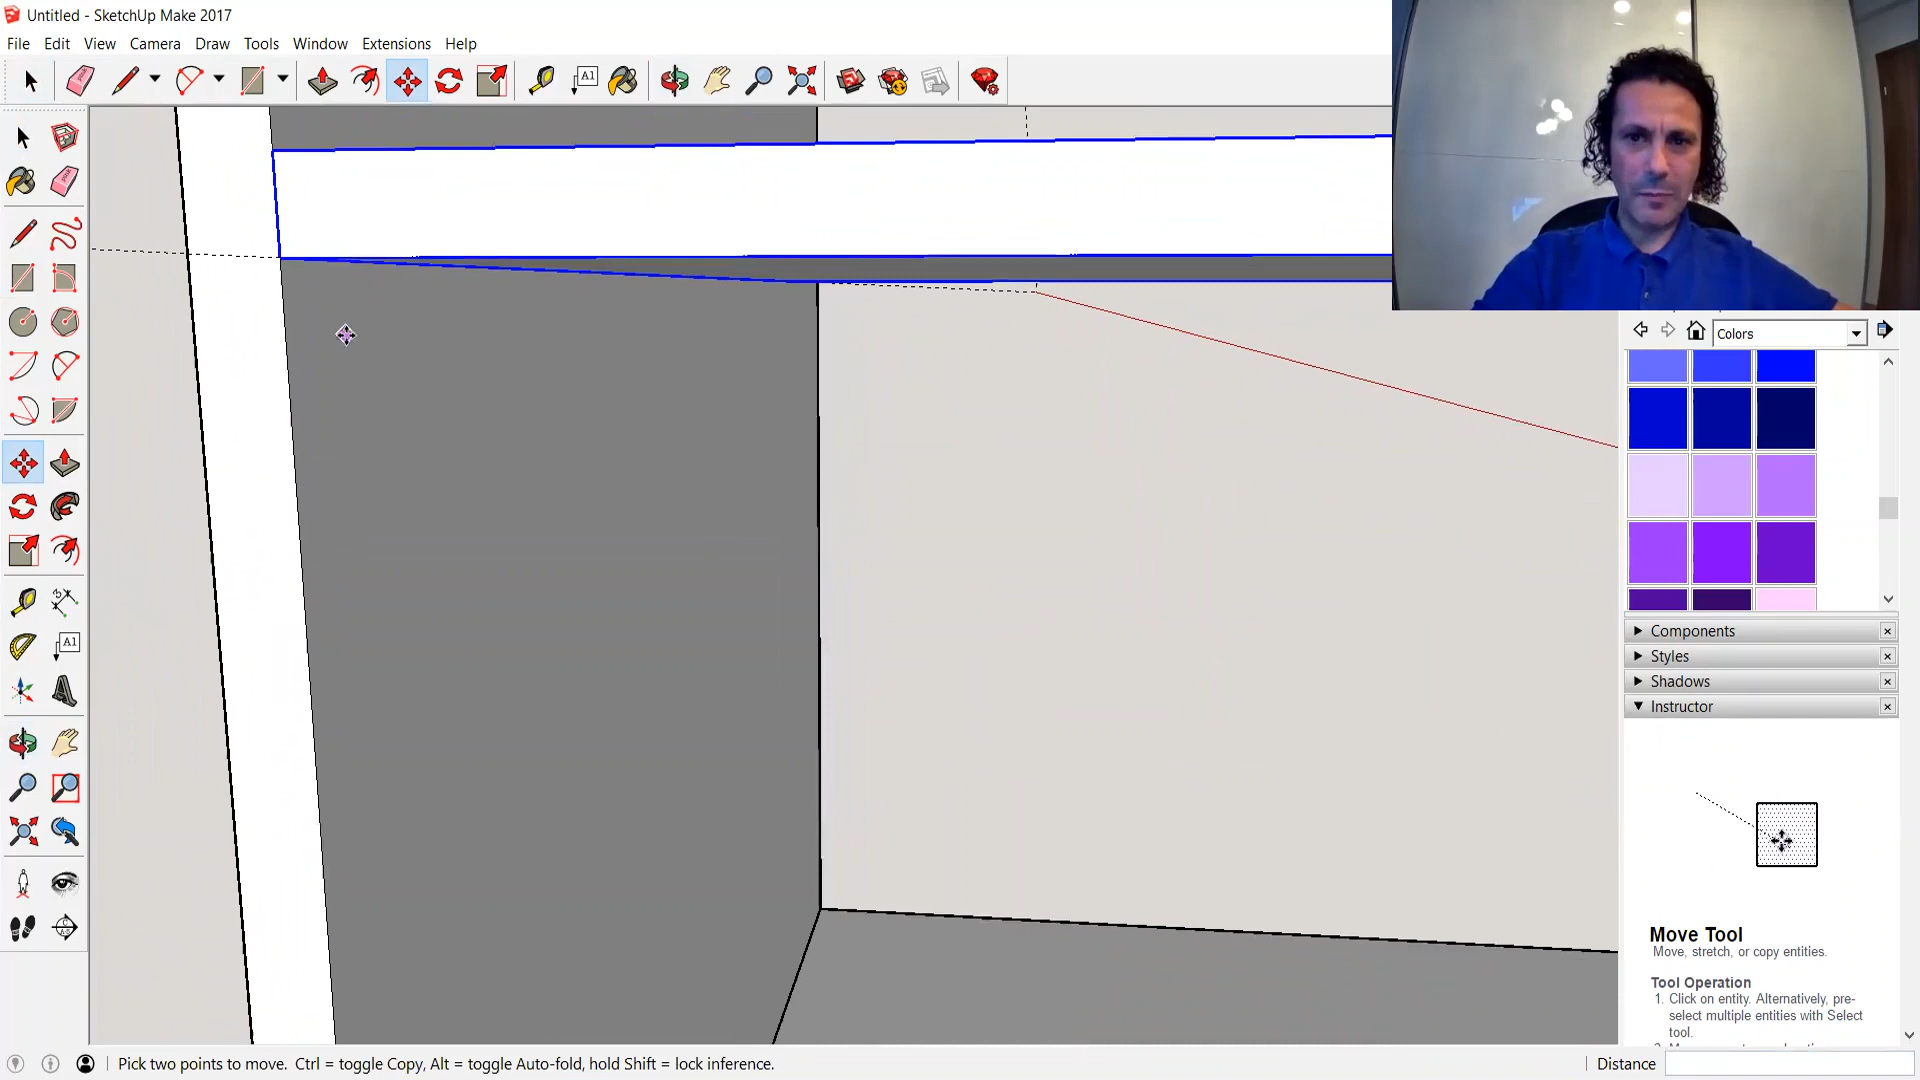 Untitled - SketchUp Make 2017
File Edit View Camera Draw Tools Window Extensions Help
A1
A1
Colors
Components
Styles
Shadows
Instructor
Move Tool
Move, stretch, or copy entities.
Tool Operation
1. Click on entity. Alternatively, pre-
select multiple entities with Select
tool.
Pick two points to move. Ctrl = toggle Copy, Alt = toggle Auto-fold, hold Shift = lock inference.
Distance